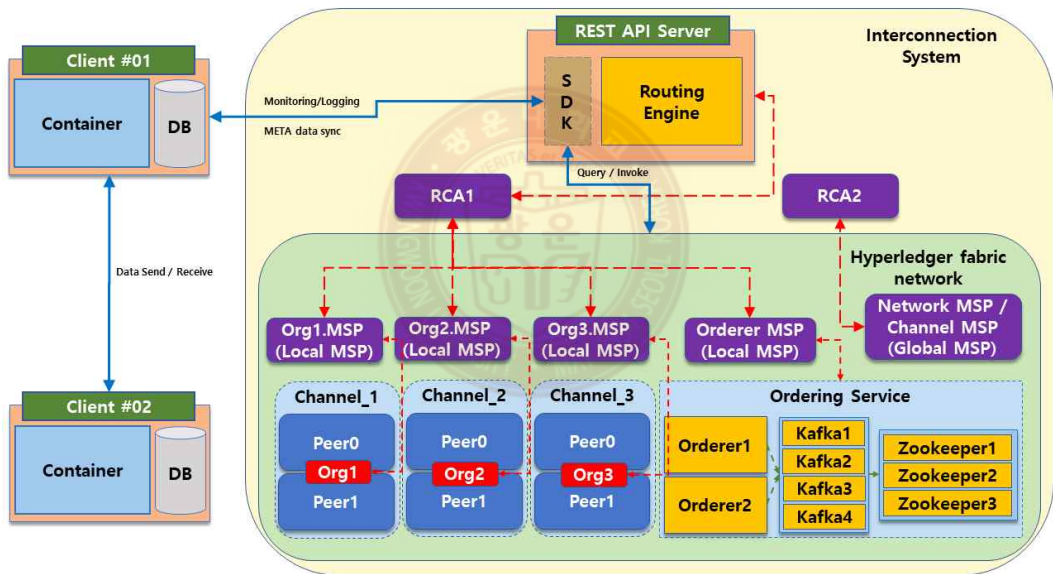 Interconnection
System
REST API Server
S
D
K
Routing
Engine
Client #01
Container
DB
Monitoring/Logging
META data sync
Query / Invoke
RCA1
RCA2
Data Send / Receive
Hyperledger fabric
network
Org1.MSP
(Local MSP)
Org2.MSP
(Local MSP)
Org3.MSP
(Local MSP)
Orderer MSP
(Local MSP)
Network MSP /
Channel MSP
(Global MSP)
Client #02
Container
DB
Channel_1
Peer0
Org1
Peer1
Channel_2
Peer0
Org2
Peer1
Channel_3
Peer0
Org3
Peer1
Ordering Service
Orderer1
Orderer2
Kafka1
Kafka2
Kafka3
Kafka4
Zookeeper1
Zookeeper2
Zookeeper3